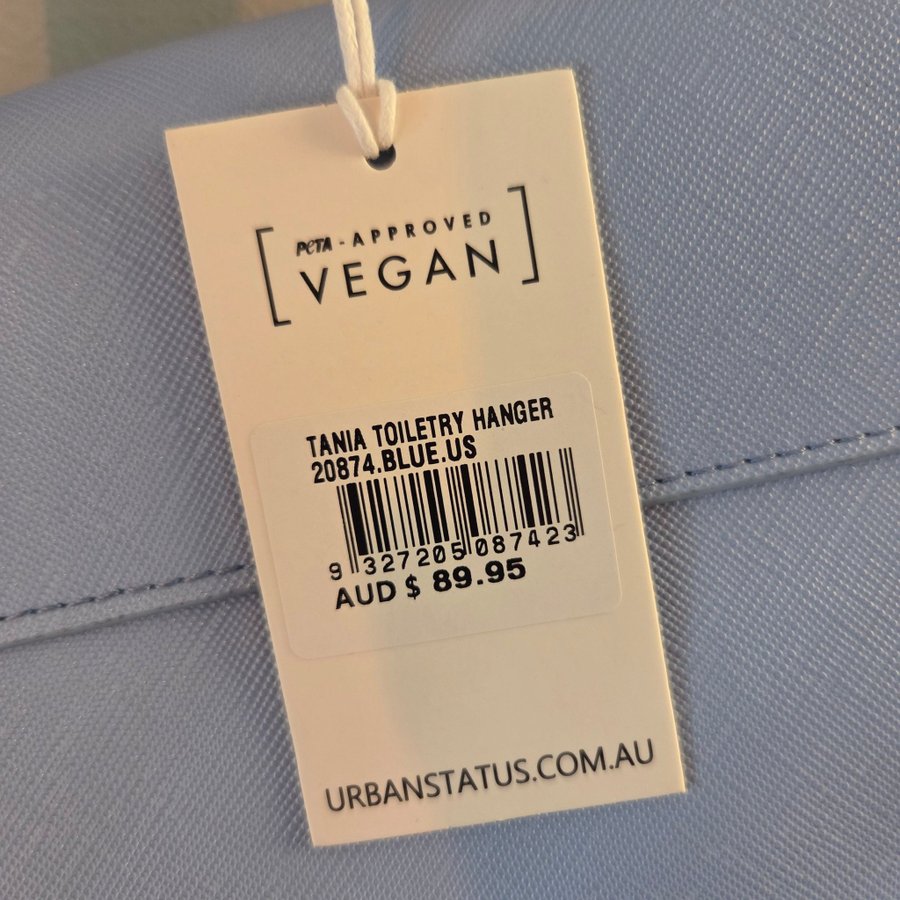 PETA-APPROVED
VEGAN
TANIA TOILETRY HANGER
20874.BLUE.US
9 327205 087423
AUD $ 89.95
URBANSTATUS.COM.AU